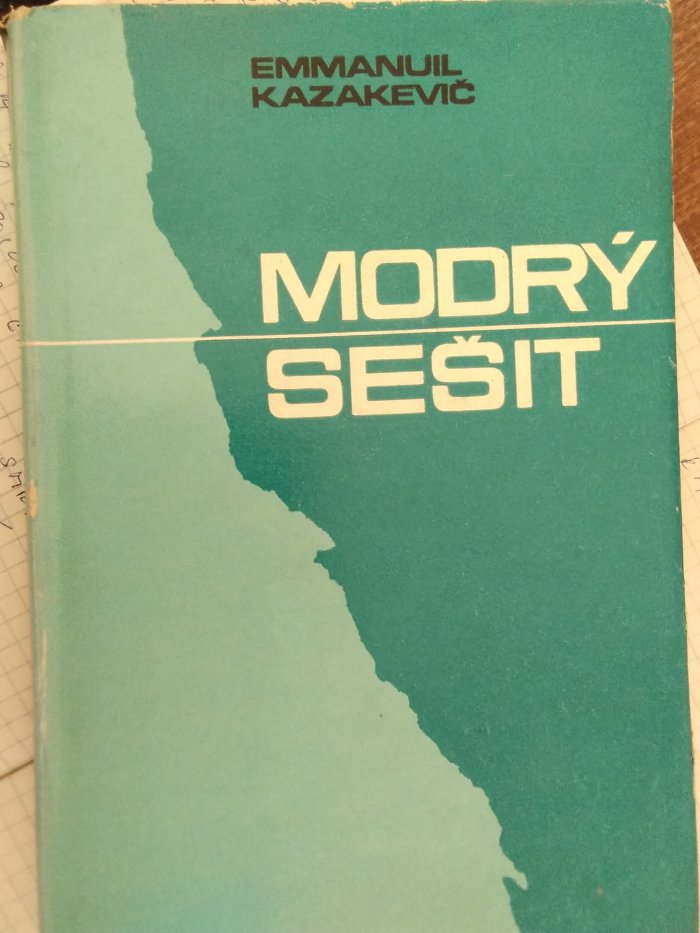 EMMANUIL
KAZAKEVIČ
MODRÝ
SEŠIT